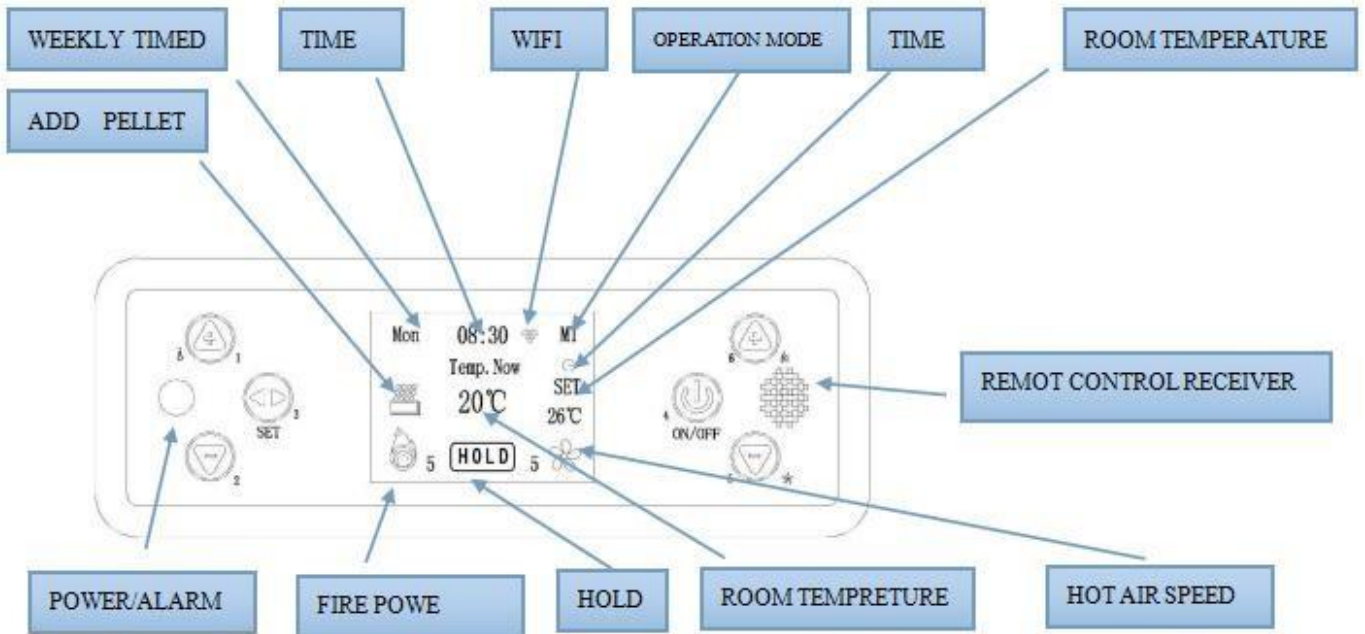 WEEKLY TIMED
TIME
WIFI
OPERATION MODE
TIME
ROOM TEMPERATURE
ADD PELLET
Mon 08:30 M1
Temp. Now
SET
20℃
26℃
5 HOLD 5
1
3
SET
2
6
4
ON/OFF
REMOT CONTROL RECEIVER
POWER/ALARM
FIRE POWE
HOLD
ROOM TEMPRETURE
HOT AIR SPEED